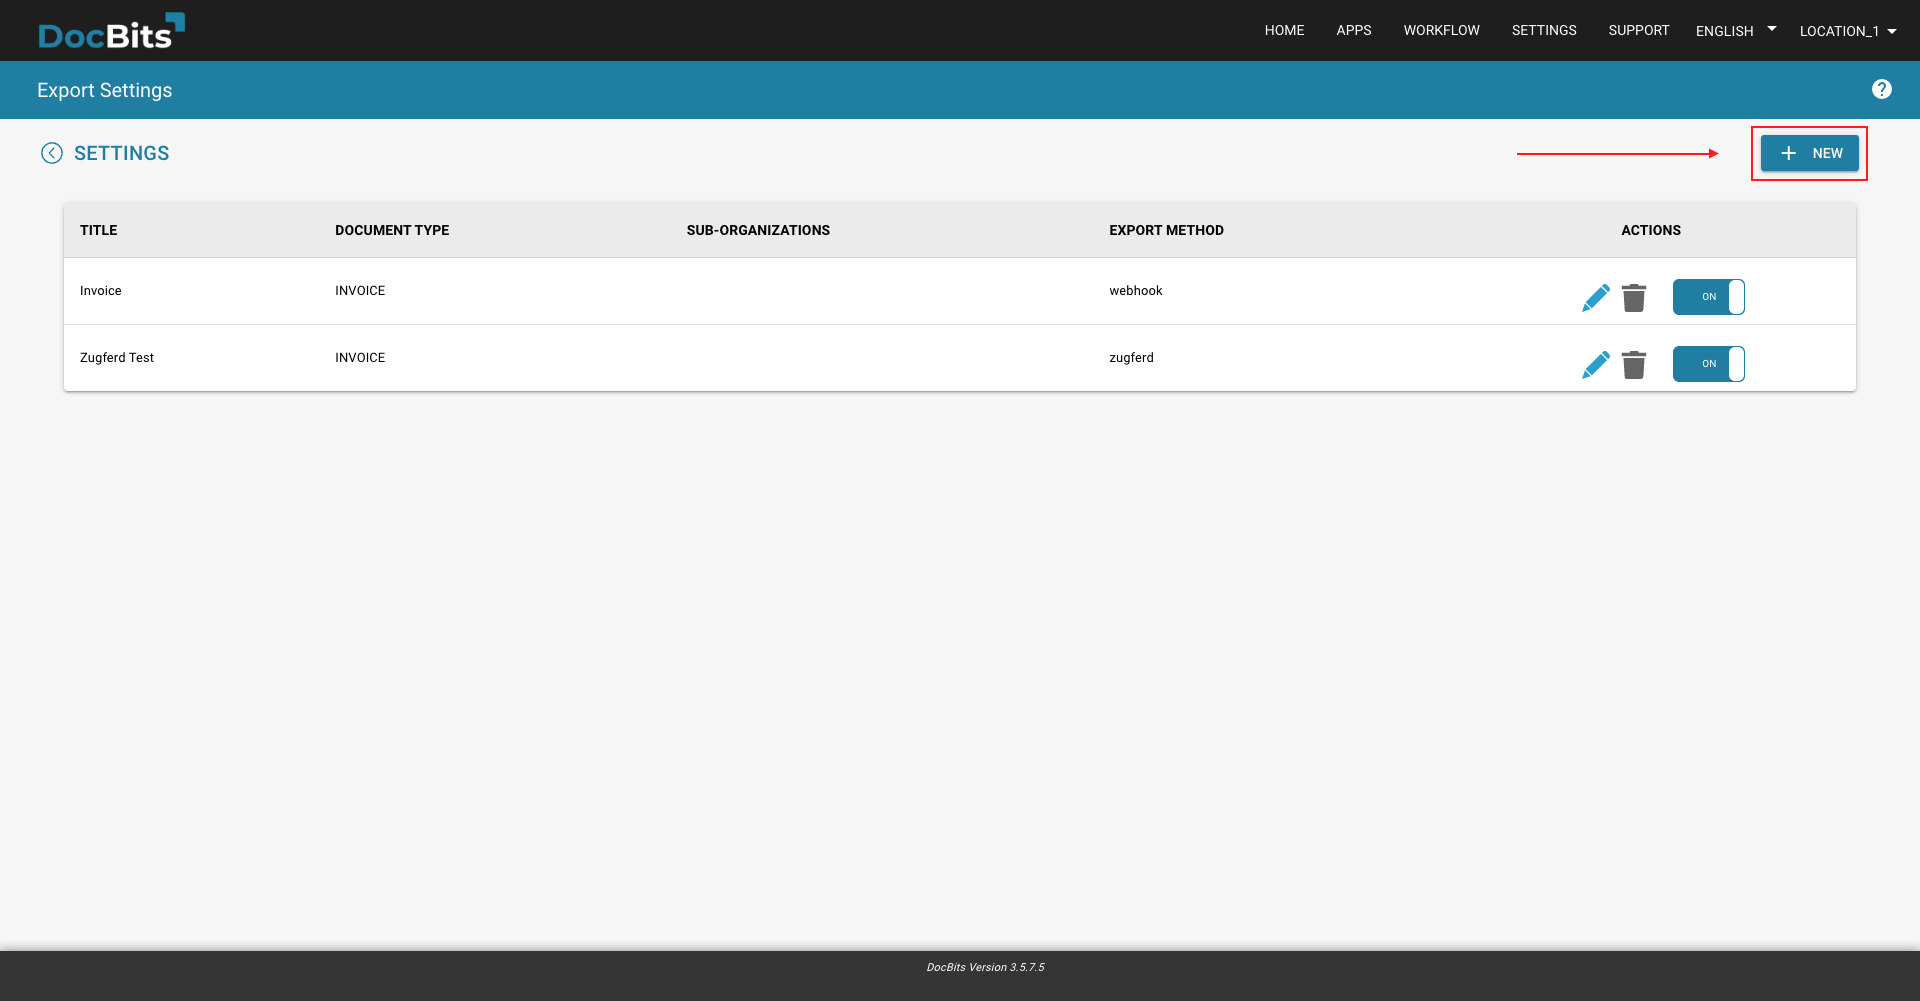 DocBits HOME APPS WORKFLOW SETTINGS SUPPORT ENGLISH LOCATION_1
Export Settings ?
SETTINGS + NEW
TITLE DOCUMENT TYPE SUB-ORGANIZATIONS EXPORT METHOD ACTIONS
Invoice INVOICE webhook ON
Zugferd Test INVOICE zugferd ON
DocBits Version 3.5.7.5